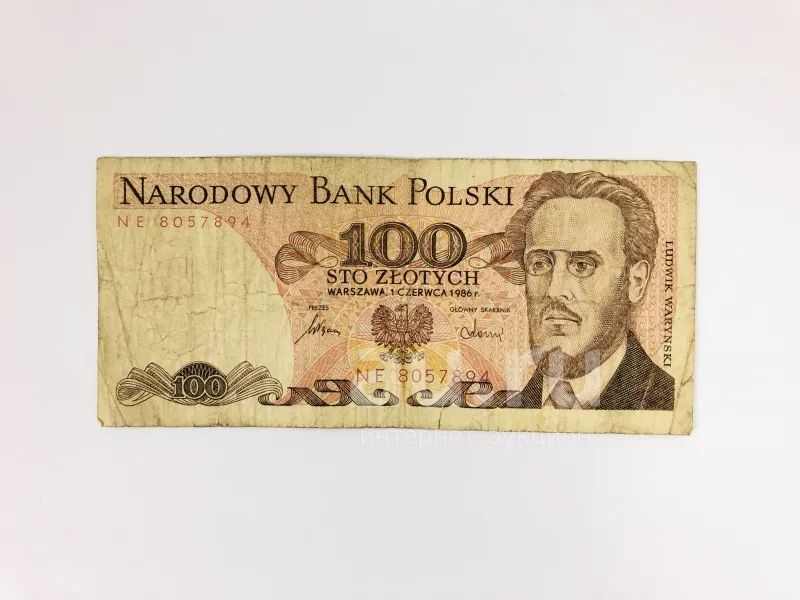 NARODOWY BANK POLSKI
NE 8057894
100
STO ZŁOTYCH
WARSZAWA, 1 CZERWCA 1986 r.
PREZES
GŁÓWNY SKARBNIK
NE 8057894
100
LUDWIK WARYŃSKI
интернет-аукцион